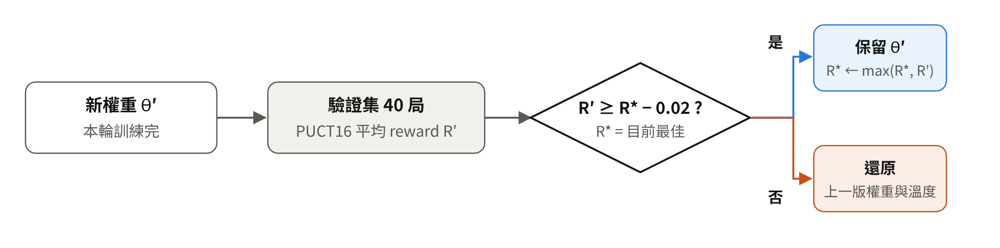 新權重 θ′
本輪訓練完
驗證集 40 局
PUCT16 平均 reward R′
R′ ≥ R* − 0.02 ?
R* = 目前最佳
是
保留 θ′
R* ← max(R*, R′)
否
還原
上一版權重與溫度